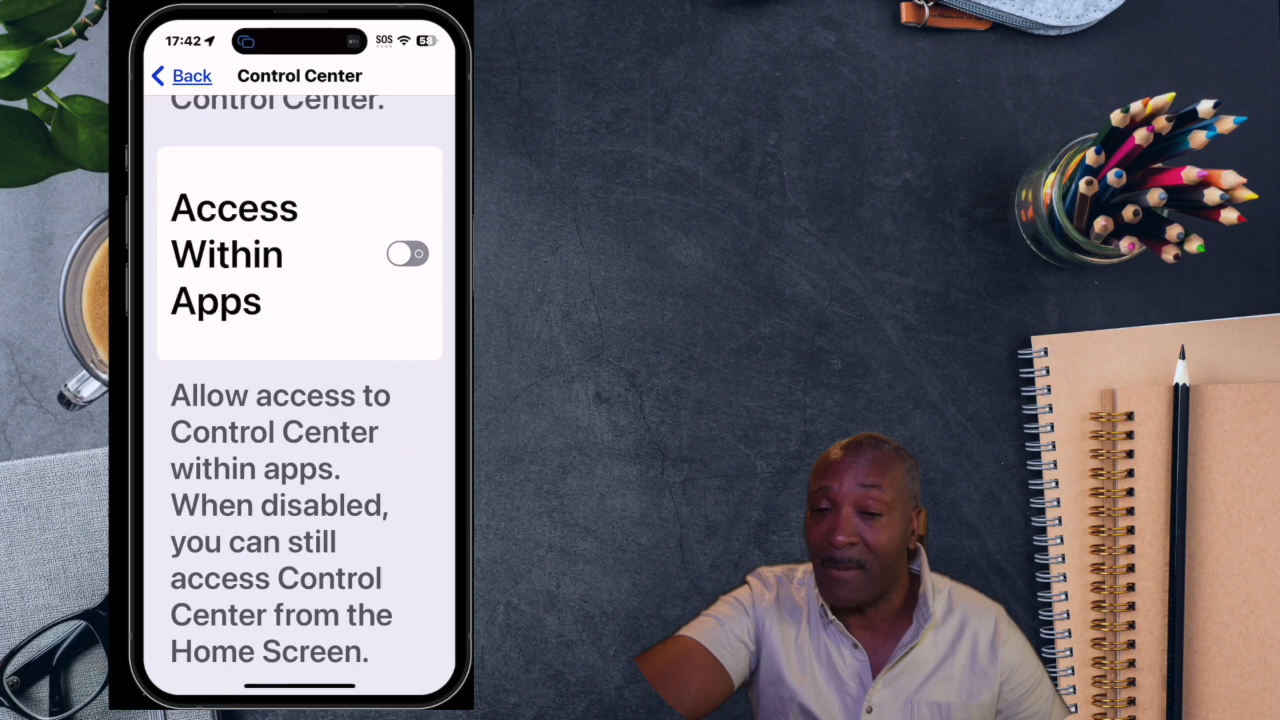 17:42
SOS
53
Back
Control Center
Control Center.
Access
Within
Apps
Allow access to
Control Center
within apps.
When disabled,
you can still
access Control
Center from the
Home Screen.